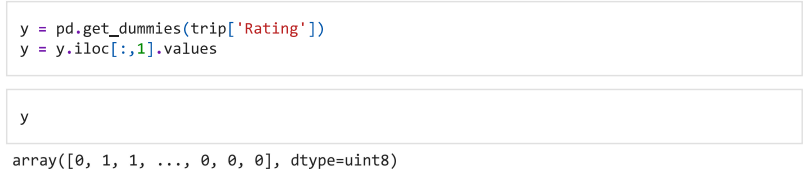 y = pd.get_dummies(trip['Rating'])
y = y.iloc[:,1].values
y
array([0, 1, 1, ..., 0, 0, 0], dtype=uint8)